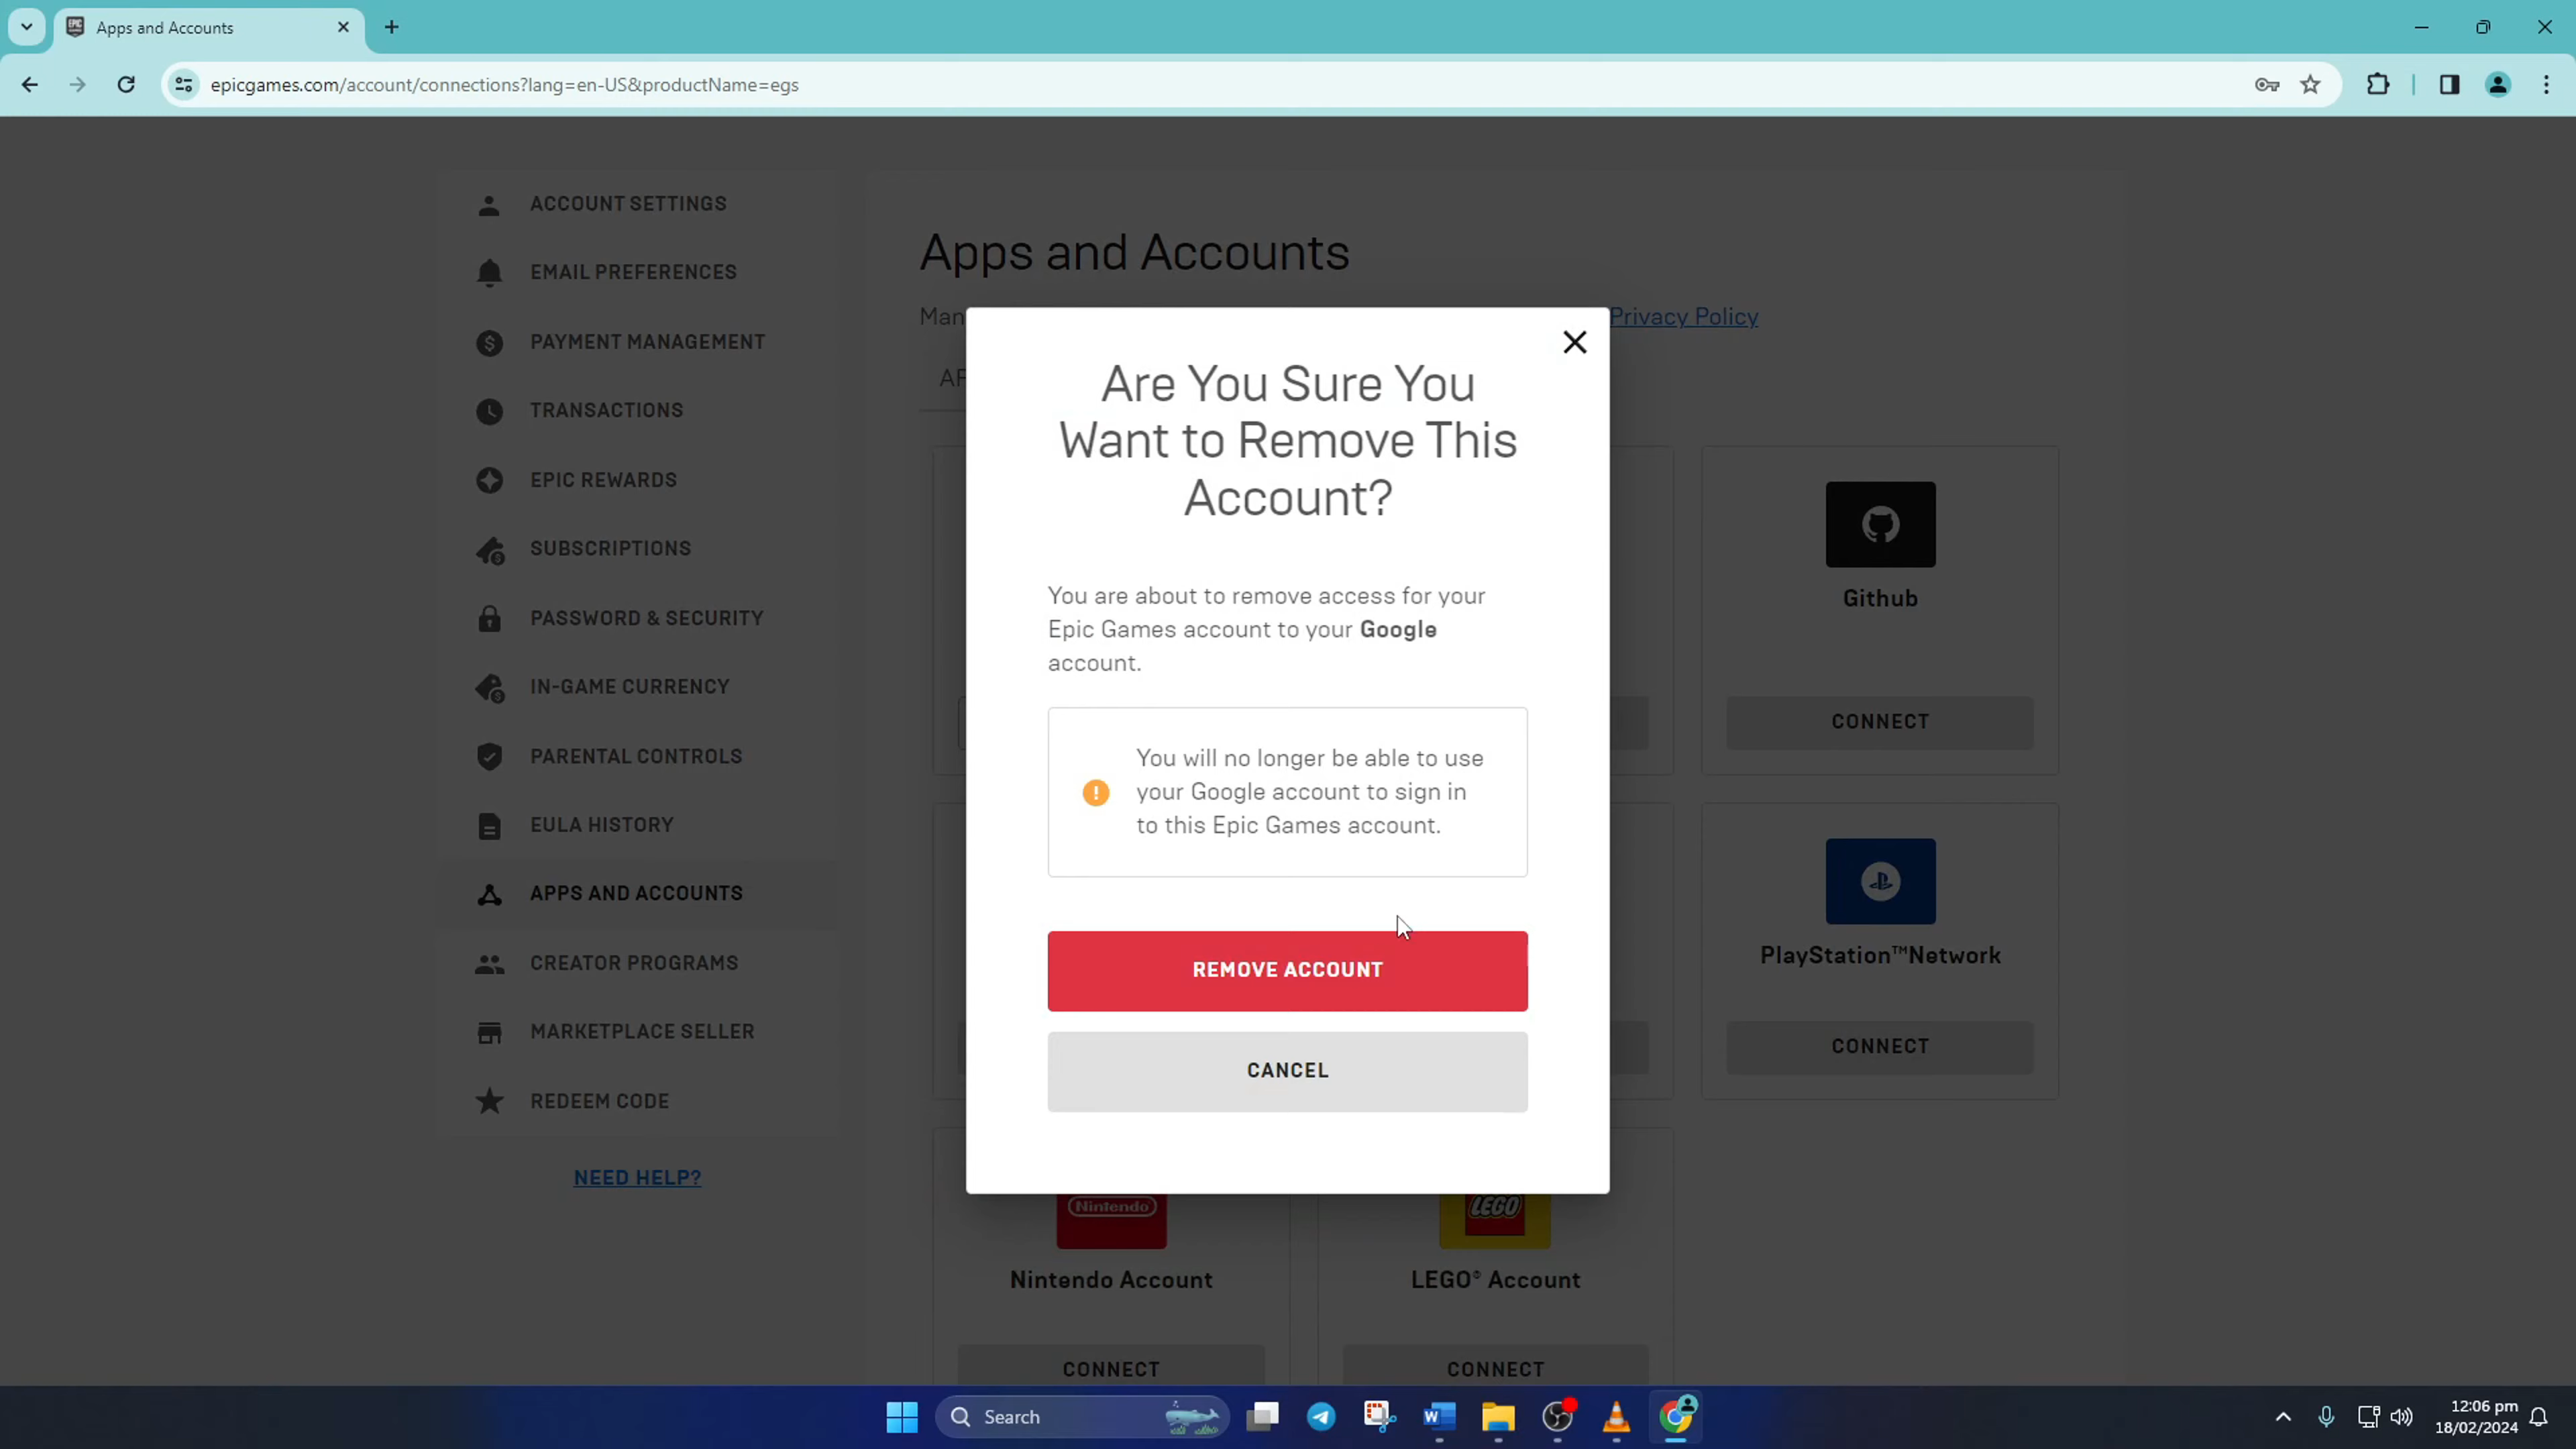 Apps and Accounts
epicgames.com/account/connections?lang=en-US&productName=egs
ACCOUNT SETTINGS
EMAIL PREFERENCES
PAYMENT MANAGEMENT
TRANSACTIONS
EPIC REWARDS
SUBSCRIPTIONS
PASSWORD & SECURITY
IN-GAME CURRENCY
PARENTAL CONTROLS
EULA HISTORY
APPS AND ACCOUNTS
CREATOR PROGRAMS
MARKETPLACE SELLER
REDEEM CODE
NEED HELP?
Apps and Accounts
Man
Privacy Policy
Are You Sure You
Want to Remove This
Account?
You are about to remove access for your
Epic Games account to your Google
account.
You will no longer be able to use
your Google account to sign in
to this Epic Games account.
REMOVE ACCOUNT
CANCEL
Github
CONNECT
PlayStation™Network
CONNECT
Nintendo
Nintendo Account
CONNECT
LEGO
LEGO® Account
CONNECT
Search
12:06 pm
18/02/2024